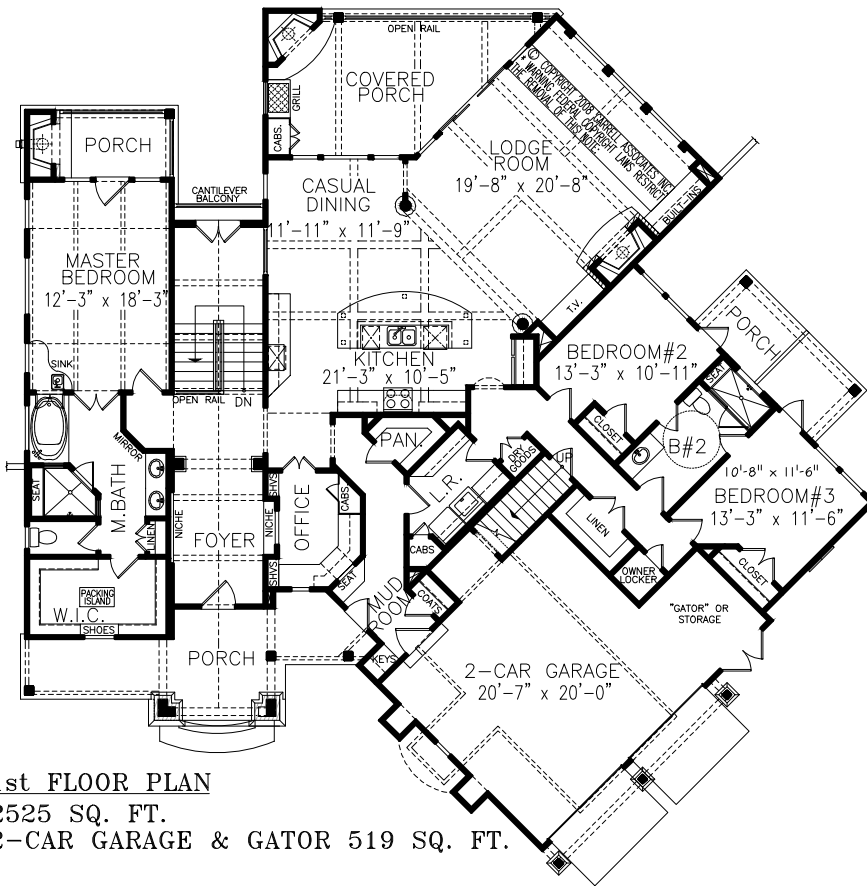 OPEN RAIL
COVERED
PORCH
GRILL
CABS.
© COPYRIGHT 2008 GARRELL ASSOCIATES INC.
* WARNING FEDERAL COPYRIGHT LAWS RESTRICT
THE REMOVAL OF THIS NOTE
PORCH
LODGE
ROOM
19'-8" x 20'-8"
BUILT-INS
CANTILEVER
BALCONY
CASUAL
DINING
11'-11" x 11'-9"
MASTER
BEDROOM
12'-3" x 18'-3"
T.V.
PORCH
SINK
KITCHEN
21'-3" x 10'-5"
BEDROOM#2
13'-3" x 10'-11"
SEAT
OPEN RAIL
DN
CLOSET
B#2
MIRROR
PAN.
DRY
GOODS
UP
L.R.
M.BATH
SEAT
SHVS
CABS.
OFFICE
NICHE
FOYER
NICHE
LINEN
10'-8" x 11'-6"
BEDROOM#3
13'-3" x 11'-6"
LINEN
CABS
CLOSET
OWNER
LOCKER
SHVS
SEAT
PACKING
ISLAND
W.I.C.
SHOES
MUD
ROOM
COATS
KEYS
"GATOR" OR
STORAGE
PORCH
2-CAR GARAGE
20'-7" x 20'-0"
1st FLOOR PLAN
2525 SQ. FT.
2-CAR GARAGE & GATOR 519 SQ. FT.